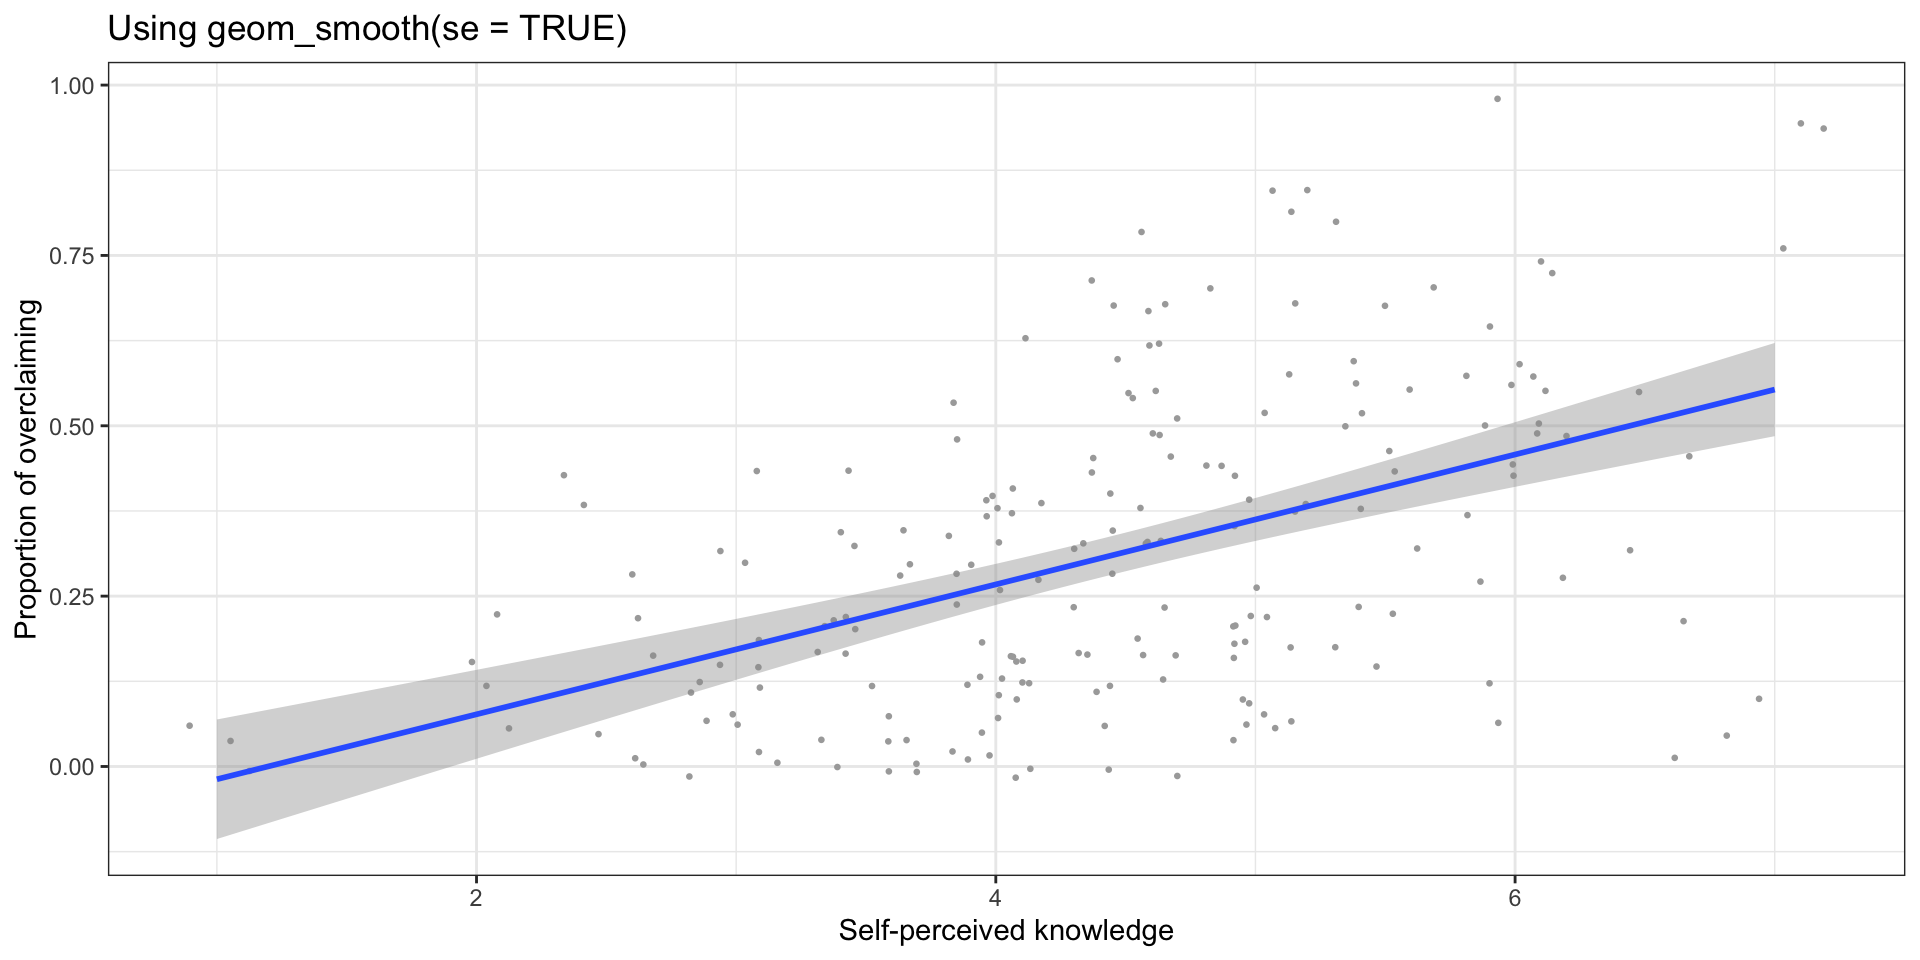 Using geom_smooth(se = TRUE)
1.00
0.75
0.50
0.25
0.00
Proportion of overclaiming
2 4 6
Self-perceived knowledge